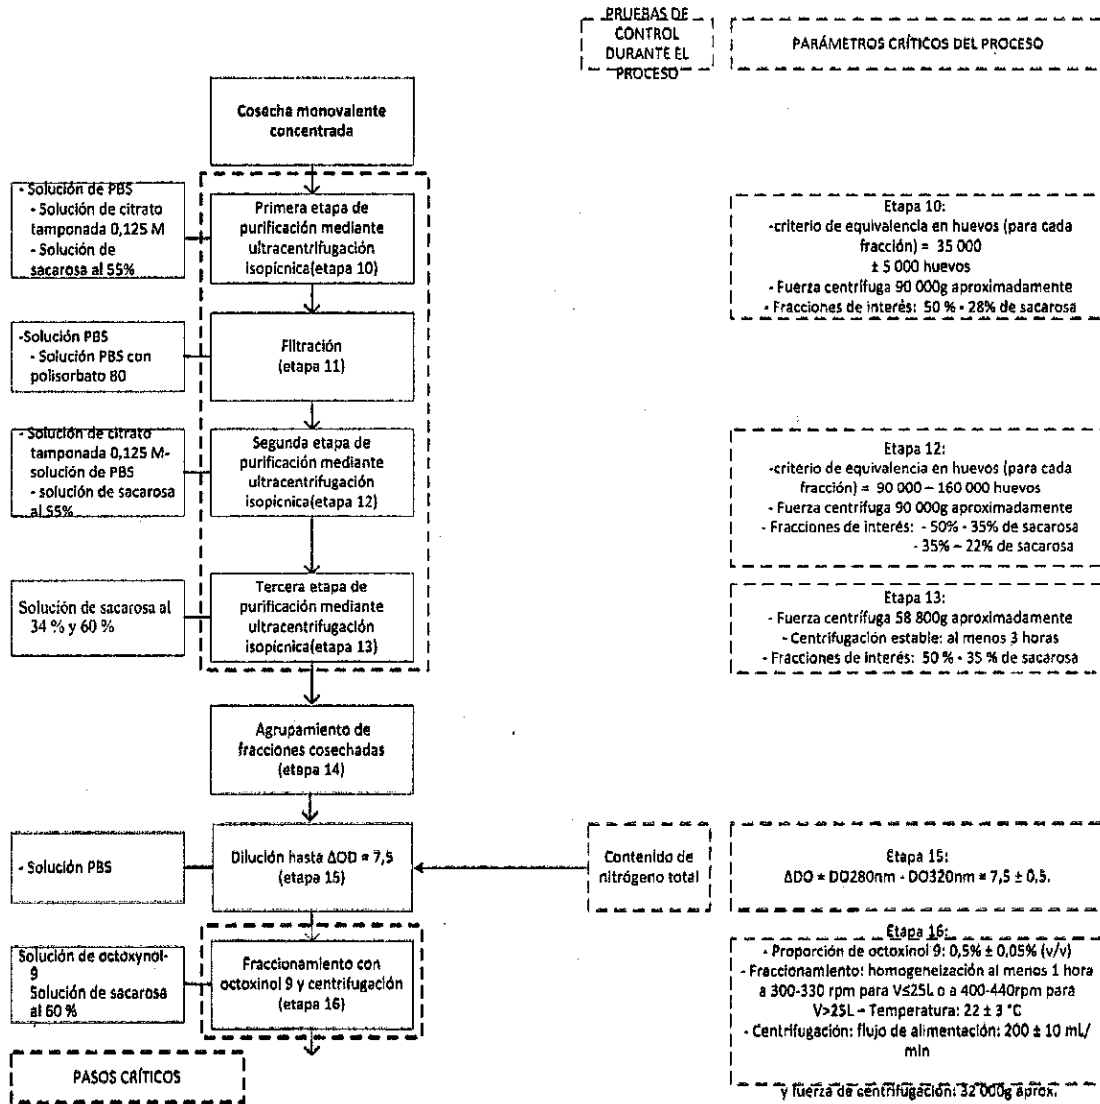 PRUEBAS DE
CONTROL
DURANTE EL
PROCESO
PARÁMETROS CRÍTICOS DEL PROCESO
Cosecha monovalente
concentrada
- Solución de PBS
- Solución de citrato
tamponada 0,125 M
- Solución de
sacarosa al 55%
Primera etapa de
purificación mediante
ultracentrifugación
isopícnica(etapa 10)
Etapa 10:
-criterio de equivalencia en huevos (para cada
fracción) = 35 000
± 5 000 huevos
- Fuerza centrífuga 90 000g aproximadamente
- Fracciones de interés: 50 % - 28% de sacarosa
-Solución PBS
- Solución PBS con
polisorbato 80
Filtración
(etapa 11)
- Solución de citrato
tamponada 0,125 M-
solución de PBS
- solución de sacarosa
al 55%
Segunda etapa de
purificación mediante
ultracentrifugación
isopícnica(etapa 12)
Etapa 12:
-criterio de equivalencia en huevos (para cada
fracción) = 90 000 – 160 000 huevos
- Fuerza centrífuga 90 000g aproximadamente
- Fracciones de interés: - 50% - 35% de sacarosa
- 35% – 22% de sacarosa
Solución de sacarosa al
34 % y 60 %
Tercera etapa de
purificación mediante
ultracentrifugación
isopícnica(etapa 13)
Etapa 13:
- Fuerza centrífuga 58 800g aproximadamente
- Centrifugación estable: al menos 3 horas
- Fracciones de interés: 50 % - 35 % de sacarosa
Agrupamiento de
fracciones cosechadas
(etapa 14)
- Solución PBS
Dilución hasta ΔOD = 7,5
(etapa 15)
Contenido de
nitrógeno total
Etapa 15:
ΔDO = DO280nm - DO320nm = 7,5 ± 0,5.
Solución de octoxynol-
9
Solución de sacarosa al
60 %
Fraccionamiento con
octoxinol 9 y centrifugación
(etapa 16)
Etapa 16:
- Proporción de octoxinol 9: 0,5% ± 0,05% (v/v)
- Fraccionamiento: homogeneización al menos 1 hora
a 300-330 rpm para V≤25L o a 400-440rpm para
V>25L – Temperatura: 22 ± 3 °C
- Centrifugación: flujo de alimentación: 200 ± 10 mL/
min
y fuerza de centrifugación: 32 000g aprox.
PASOS CRÍTICOS